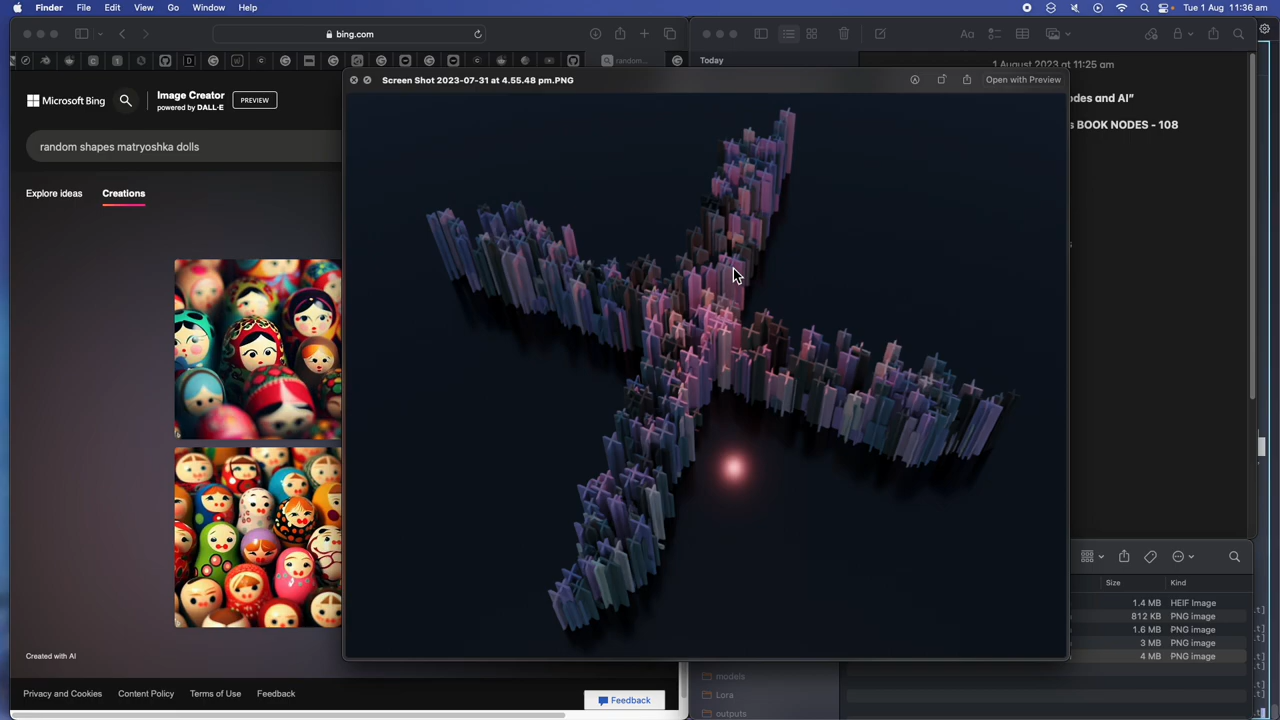 Finder File Edit View Go Window Help
Tue 1 Aug 11:36 am
bing.com
random...
Today
Screen Shot 2023-07-31 at 4.55.48 pm.PNG
Open with Preview
1 August 2023 at 11:25 am
Microsoft Bing
Image Creator
powered by DALL·E
PREVIEW
odes and AI”
s BOOK NODES - 108
random shapes matryoshka dolls
Explore ideas
Creations
Size
Kind
1.4 MB HEIF Image
812 KB PNG image
1.6 MB PNG image
3 MB PNG image
4 MB PNG image
Created with AI
models
Lora
outputs
Privacy and Cookies
Content Policy
Terms of Use
Feedback
Feedback